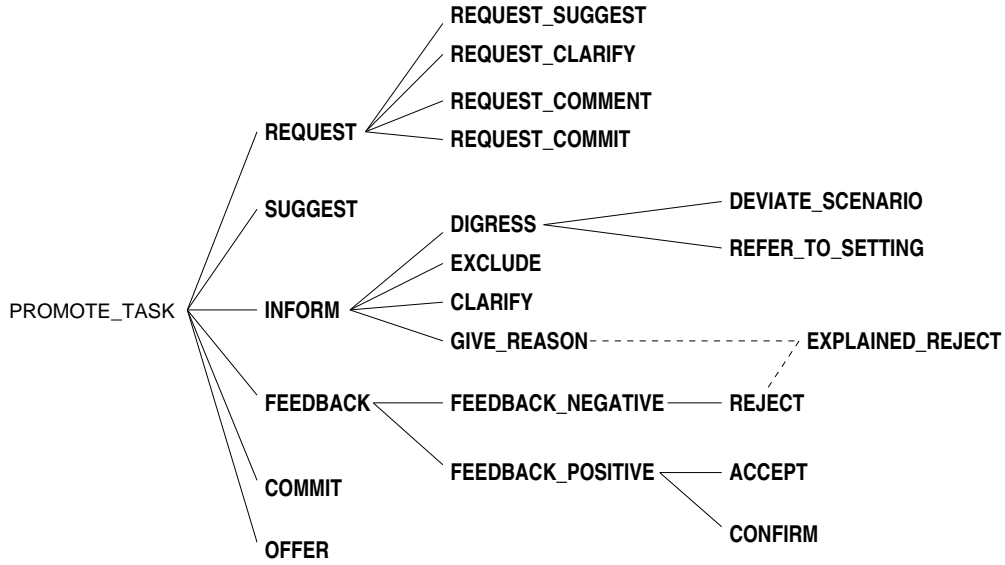 REQUEST_SUGGEST
REQUEST_CLARIFY
REQUEST_COMMENT
REQUEST REQUEST_COMMIT
SUGGEST
DIGRESS DEVIATE_SCENARIO
REFER_TO_SETTING
EXCLUDE
CLARIFY
PROMOTE_TASK INFORM
GIVE_REASON EXPLAINED_REJECT
FEEDBACK FEEDBACK_NEGATIVE REJECT
FEEDBACK_POSITIVE ACCEPT
COMMIT
CONFIRM
OFFER